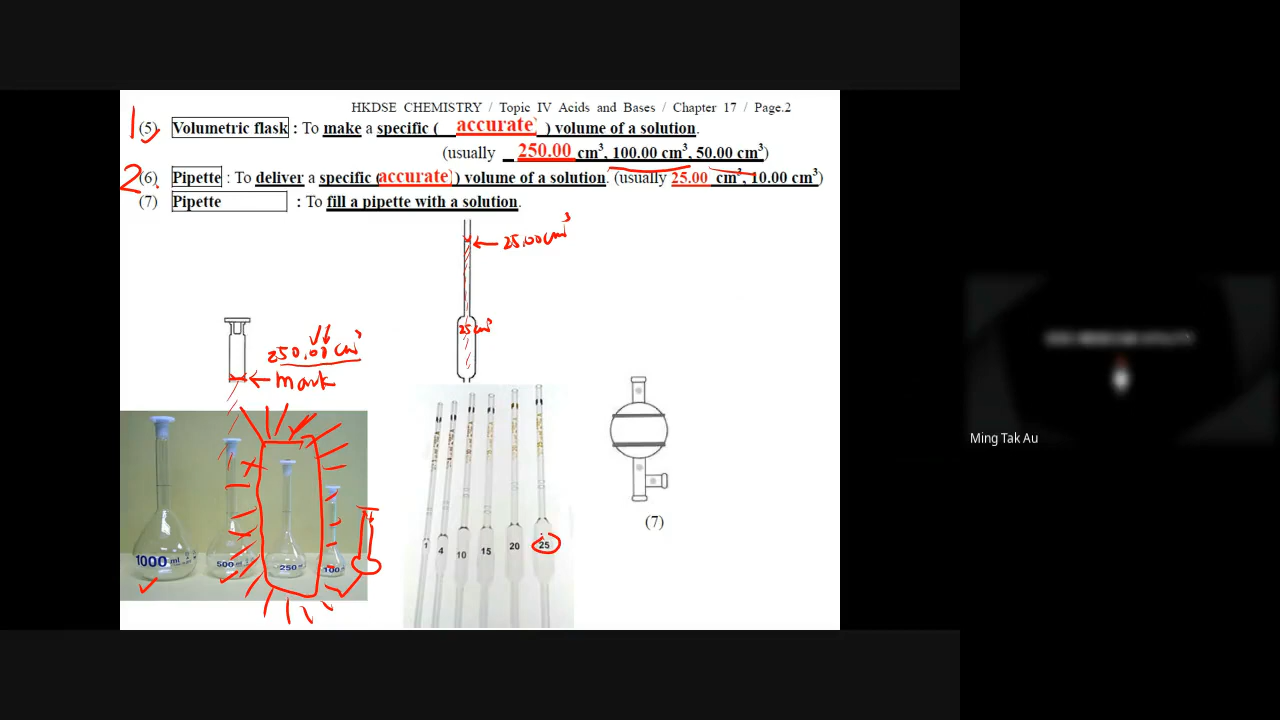 HKDSE CHEMISTRY / Topic IV Acids and Bases / Chapter 17 / Page.2
1 (5) Volumetric flask : To make a specific ( accurate ) volume of a solution.
(usually 250.00 cm³, 100.00 cm³, 50.00 cm³)
2. (6) Pipette : To deliver a specific (accurate) volume of a solution. (usually 25.00 cm³, 10.00 cm³)
(7) Pipette : To fill a pipette with a solution.
← 25.00 cm³
25 cm³
250.00 cm³
← Mark
1000 ml
500 ml
250 ml
100
1 4 10 15 20 25
(7)
Ming Tak Au